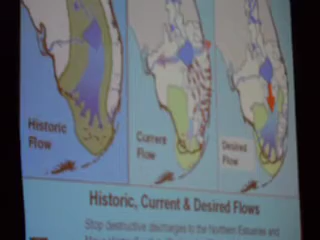 Historic
Flow
Current
Flow
Desired
Flow
Historic, Current & Desired Flows
Stop destructive discharges to the Northern Estuaries and